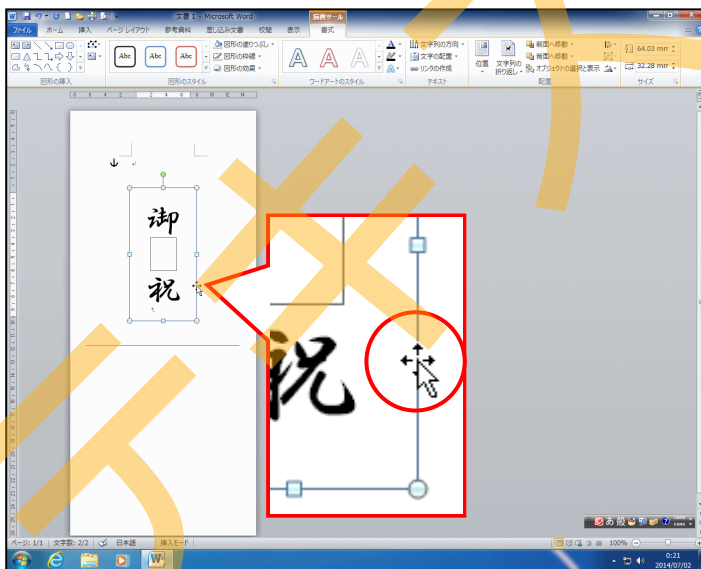 文書 1 - Microsoft Word
描画ツール
ファイル ホーム 挿入 ページ レイアウト 参考資料 差し込み文書 校閲 表示 書式
Abc Abc Abc
図形の塗りつぶし
図形の枠線
図形の効果
A A A
文字列の方向
文字の配置
リンクの作成
位置
文字列の
折り返し
前面へ移動
背面へ移動
オブジェクトの選択と表示
64.03 mm
32.28 mm
図形の挿入 図形のスタイル ワードアートのスタイル テキスト 配置 サイズ
御
祝
祝
あ 般
ページ: 1/1 文字数: 2/2 日本語 挿入モード 100%
0:21
2014/07/02